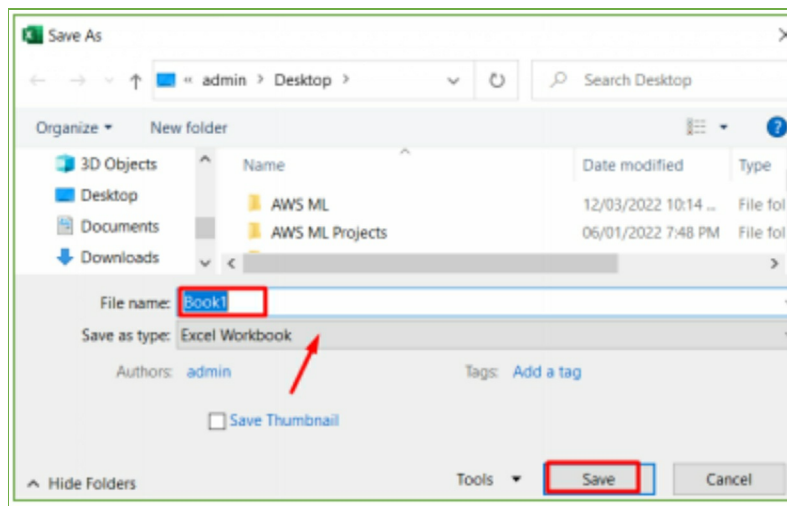 Save As
« admin > Desktop >
Search Desktop
Organize
New folder
Name
Date modified
Type
3D Objects
Desktop
Documents
Downloads
AWS ML
12/03/2022 10:14 ...
File fol
AWS ML Projects
06/01/2022 7:48 PM
File fol
File name: Book1
Save as type: Excel Workbook
Authors: admin
Tags: Add a tag
Save Thumbnail
Hide Folders
Tools
Save
Cancel